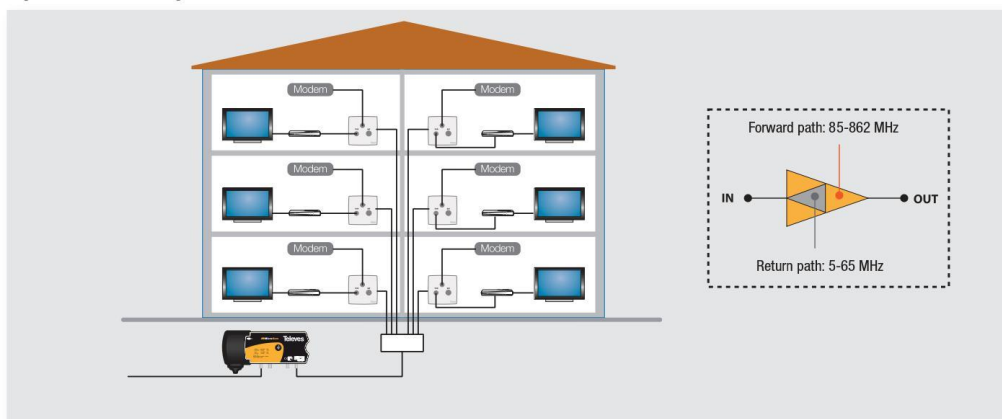 Modem
Modem
Modem
Modem
Modem
Modem
Televes
Forward path: 85-862 MHz
IN
OUT
Return path: 5-65 MHz